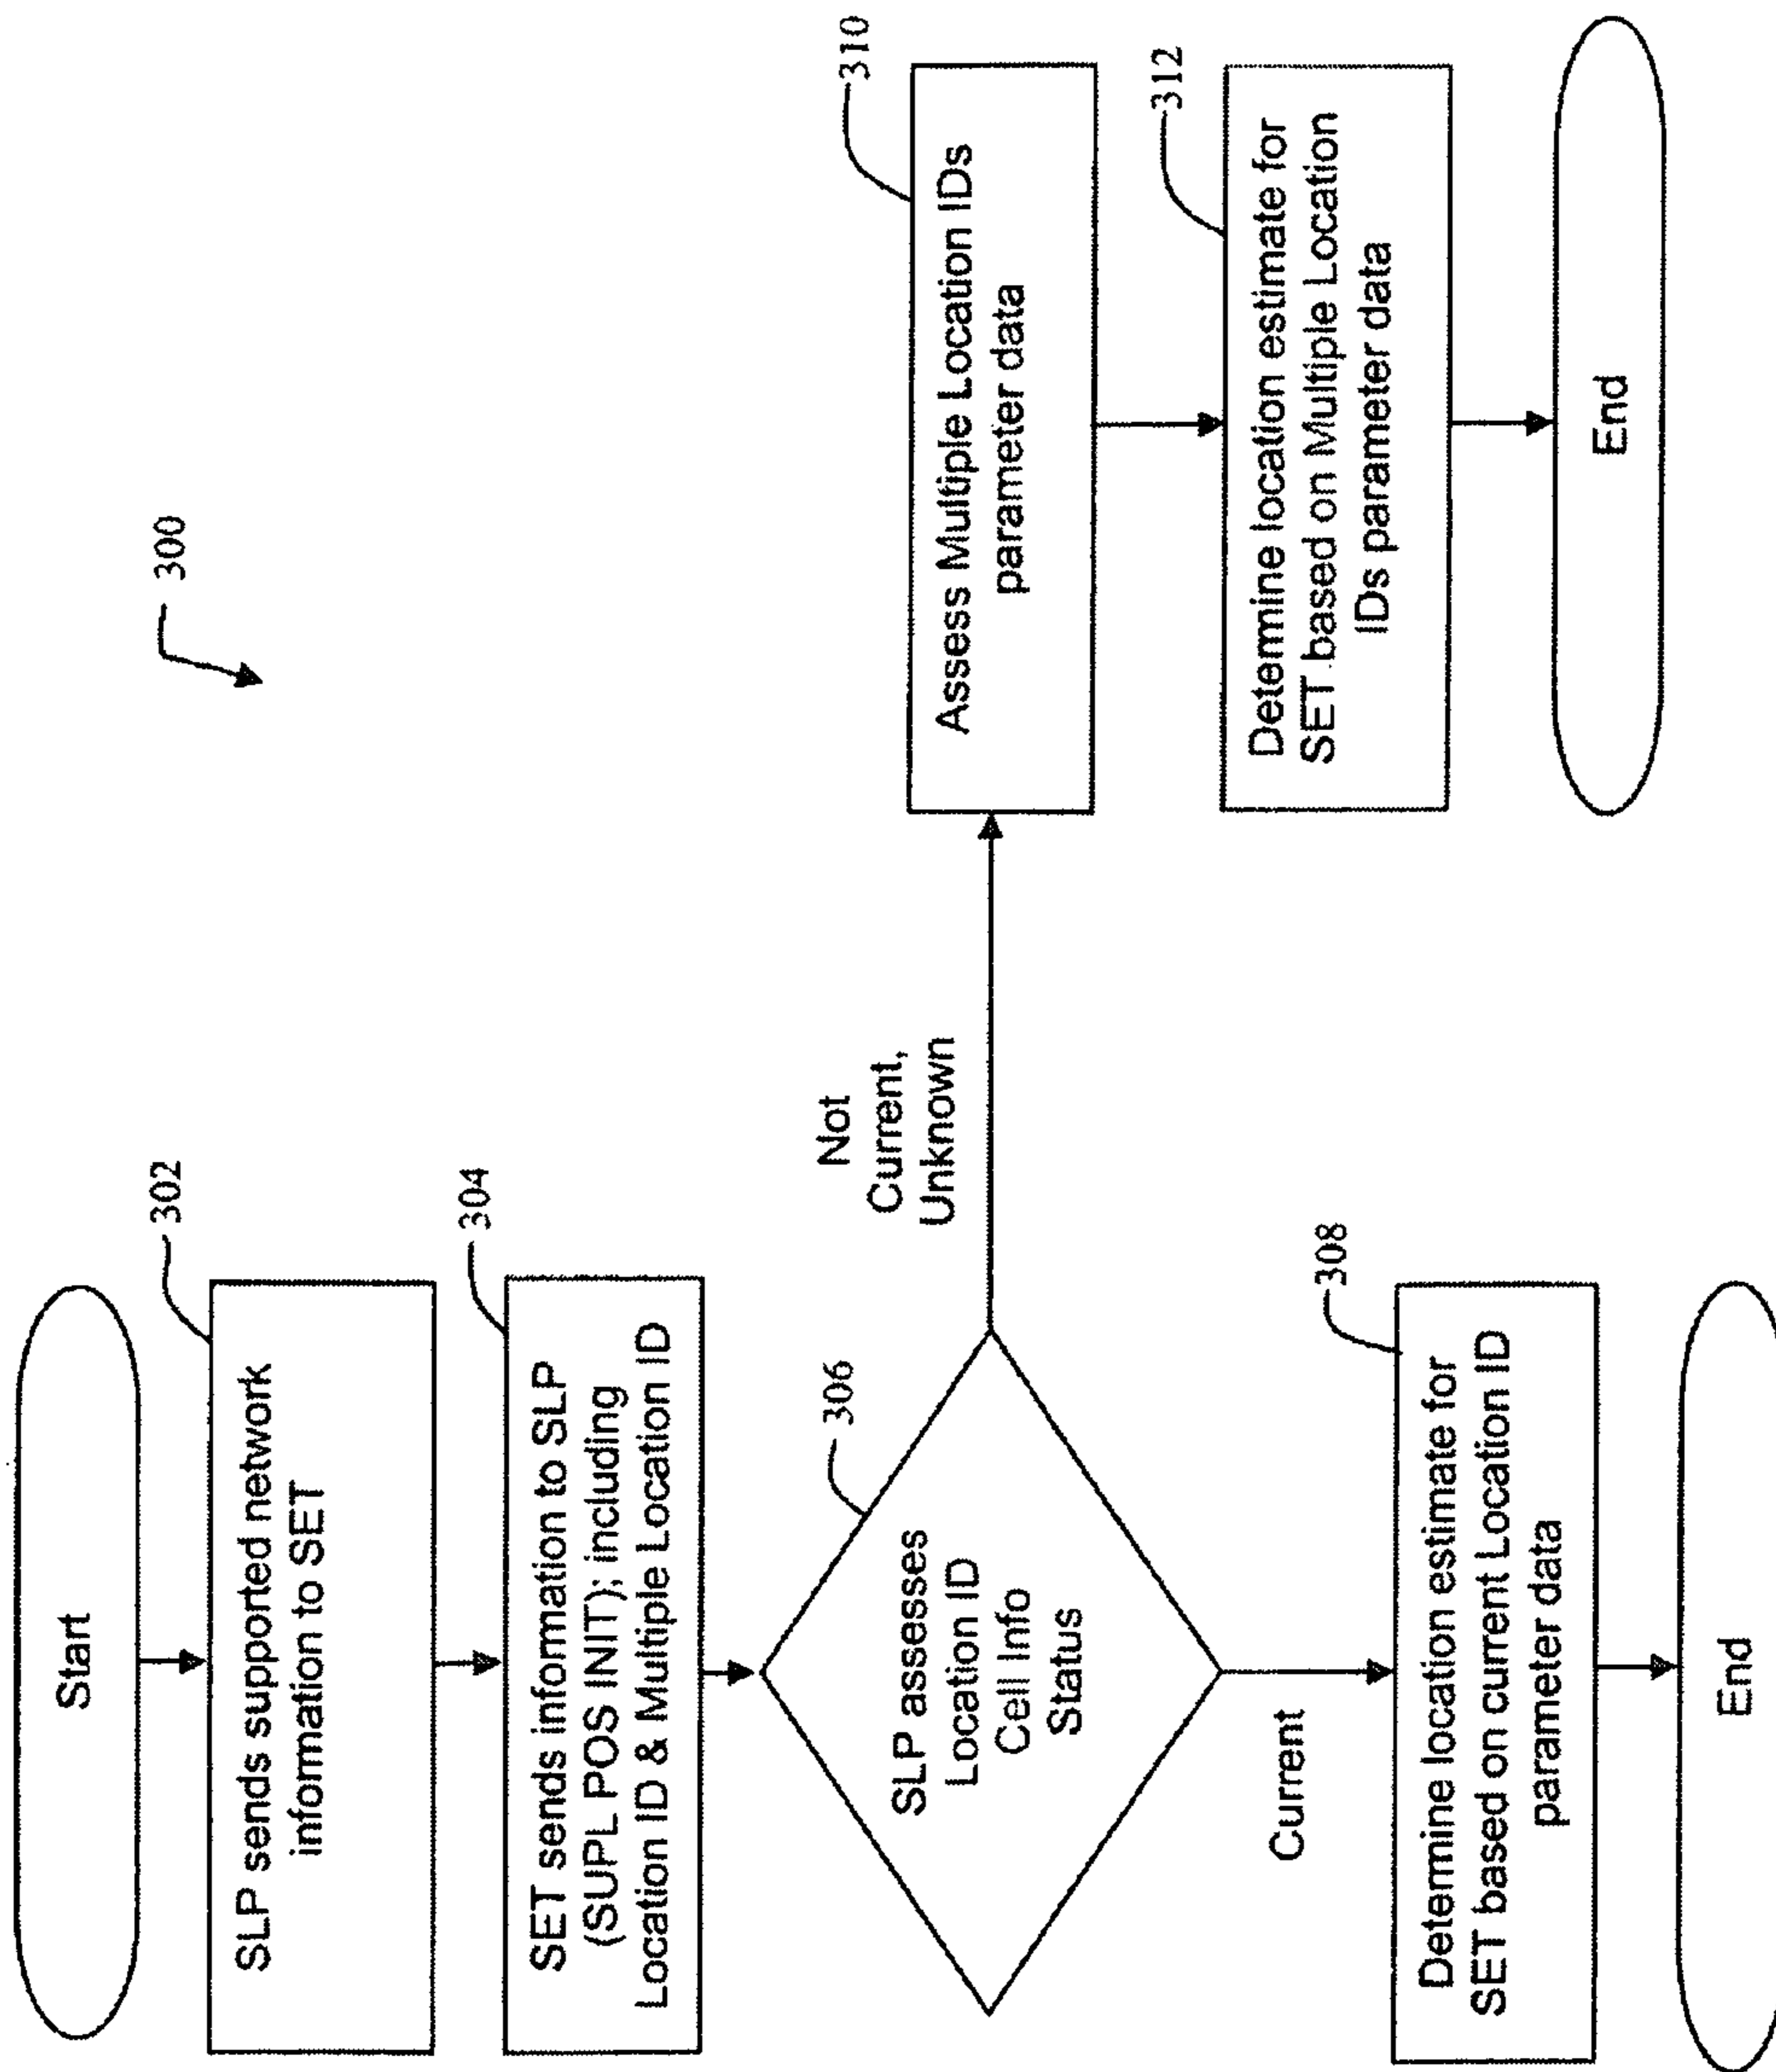 300
Start
302
SLP sends supported network
information to SET
304
SET sends information to SLP
(SUPL POS INIT); including
Location ID & Multiple Location ID
306
SLP assesses
Location ID
Cell Info
Status
Not
Current,
Unknown
Current
308
Determine location estimate for
SET based on current Location ID
parameter data
End
310
Assess Multiple Location IDs
parameter data
312
Determine location estimate for
SET based on Multiple Location
IDs parameter data
End